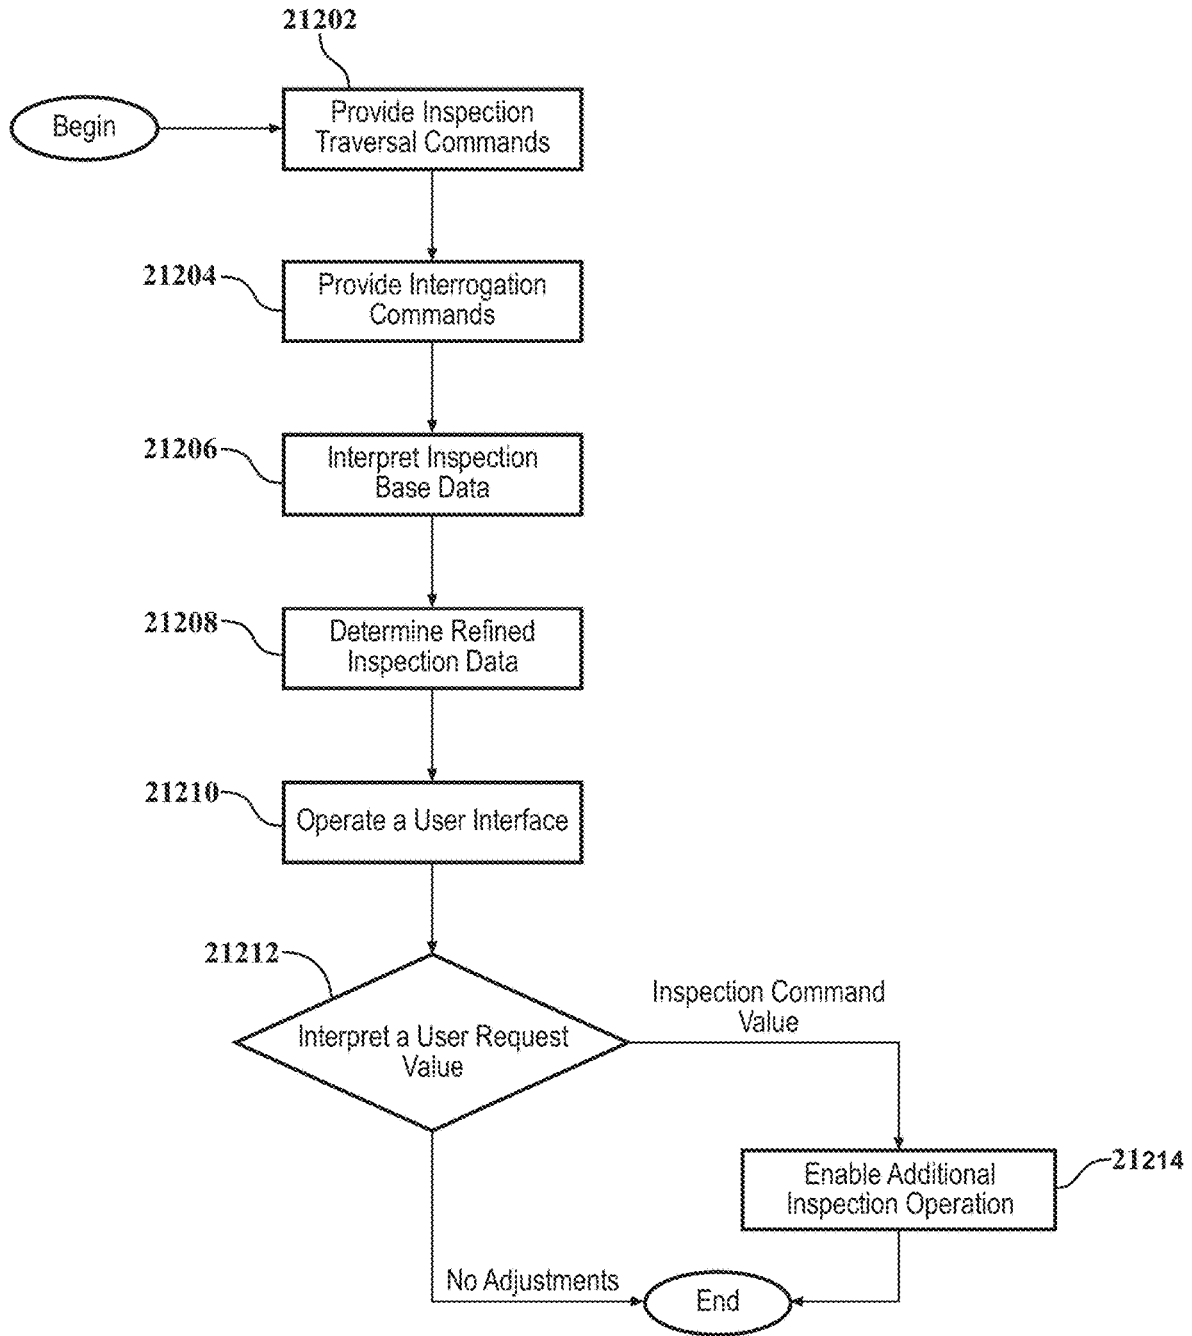 21202
Begin
Provide Inspection
Traversal Commands
21204
Provide Interrogation
Commands
21206
Interpret Inspection
Base Data
21208
Determine Refined
Inspection Data
21210
Operate a User Interface
21212
Inspection Command
Value
Interpret a User Request
Value
Enable Additional
Inspection Operation
21214
No Adjustments
End